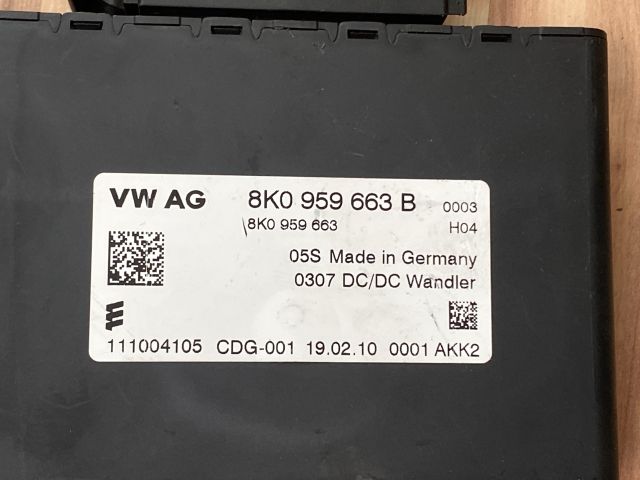 VW AG 8K0 959 663 B 0003
8K0 959 663 H04
05S Made in Germany
0307 DC/DC Wandler
111004105 CDG-001 19.02.10 0001 AKK2